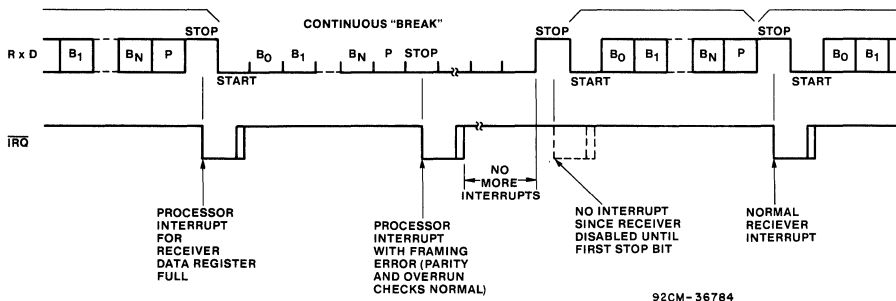 CONTINUOUS “BREAK”
STOP STOP STOP STOP
R x D B1 BN P B0 B1 BN P STOP B0 B1 BN P B0 B1
START START START
IRQ
NO
MORE
INTERRUPTS
PROCESSOR
INTERRUPT
FOR
RECEIVER
DATA REGISTER
FULL
PROCESSOR
INTERRUPT
WITH FRAMING
ERROR (PARITY
AND OVERRUN
CHECKS NORMAL)
NO INTERRUPT
SINCE RECEIVER
DISABLED UNTIL
FIRST STOP BIT
NORMAL
RECIEVER
INTERRUPT
92CM-36784